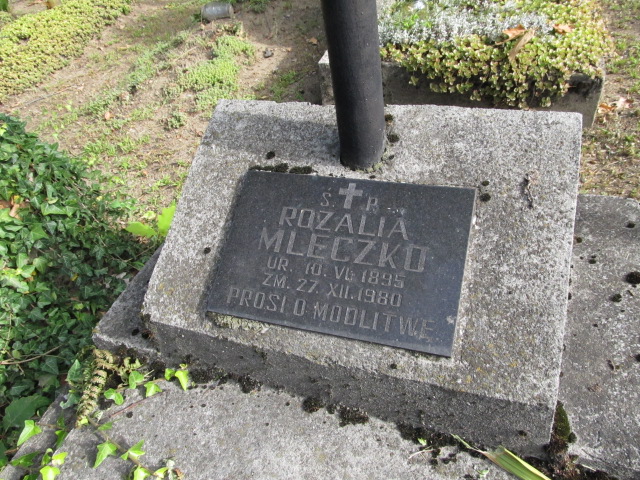 Ś. P.
ROZALIA
MLECZKO
UR. 10. VI. 1895
ZM. 27. XII. 1980
PROSI O MODLITWĘ